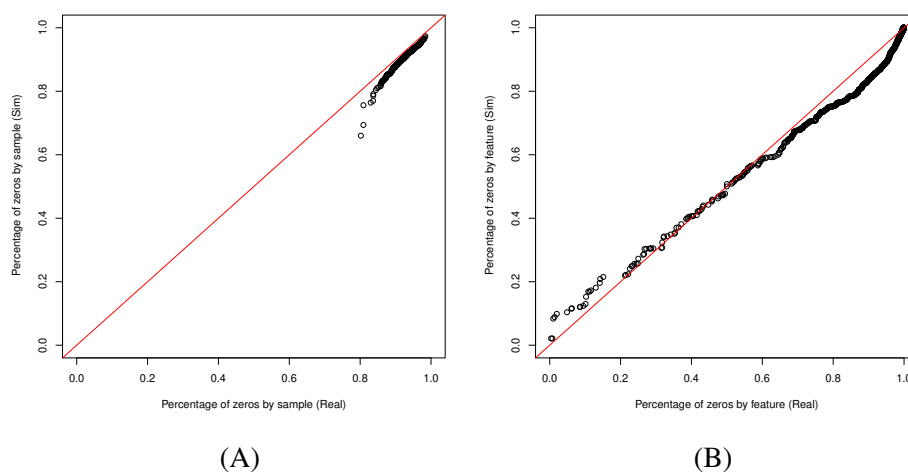 1.0
0.8
0.6
0.4
0.2
0.0
Percentage of zeros by sample (Sim)
0.0 0.2 0.4 0.6 0.8 1.0
Percentage of zeros by sample (Real)
(A)
1.0
0.8
0.6
0.4
0.2
0.0
Percentage of zeros by feature (Sim)
0.0 0.2 0.4 0.6 0.8 1.0
Percentage of zeros by feature (Real)
(B)